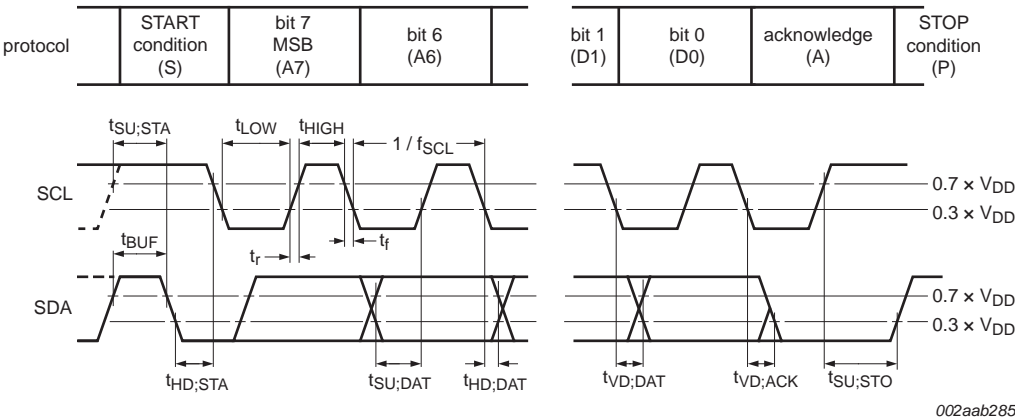 protocol
START
condition
(S)
bit 7
MSB
(A7)
bit 6
(A6)
bit 1
(D1)
bit 0
(D0)
acknowledge
(A)
STOP
condition
(P)
tSU;STA
tLOW
tHIGH
1 / fSCL
SCL
0.7 × VDD
0.3 × VDD
tBUF
tr
tf
SDA
0.7 × VDD
0.3 × VDD
tHD;STA
tSU;DAT
tHD;DAT
tVD;DAT
tVD;ACK
tSU;STO
002aab285